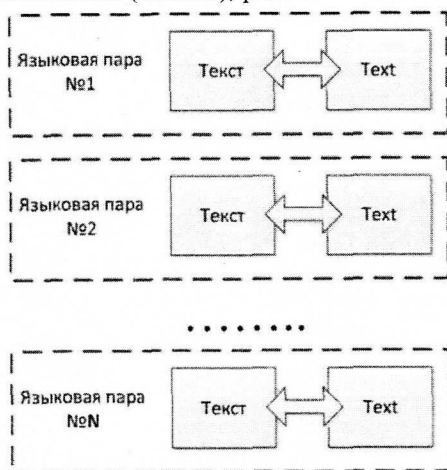 Языковая пара
№1
Текст
Text
Языковая пара
№2
Текст
Text
. . . . . . . .
Языковая пара
№N
Текст
Text